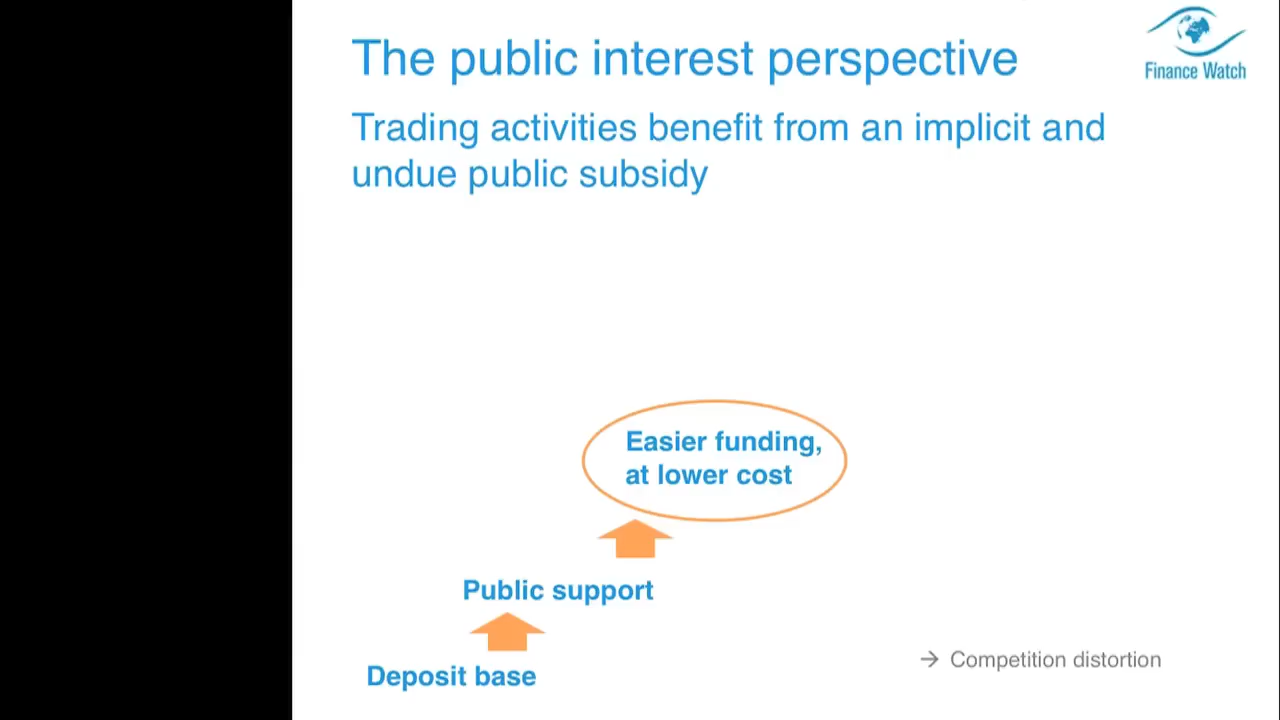 The public interest perspective
Finance Watch
Trading activities benefit from an implicit and
undue public subsidy
Easier funding,
at lower cost
Public support
Deposit base
→ Competition distortion